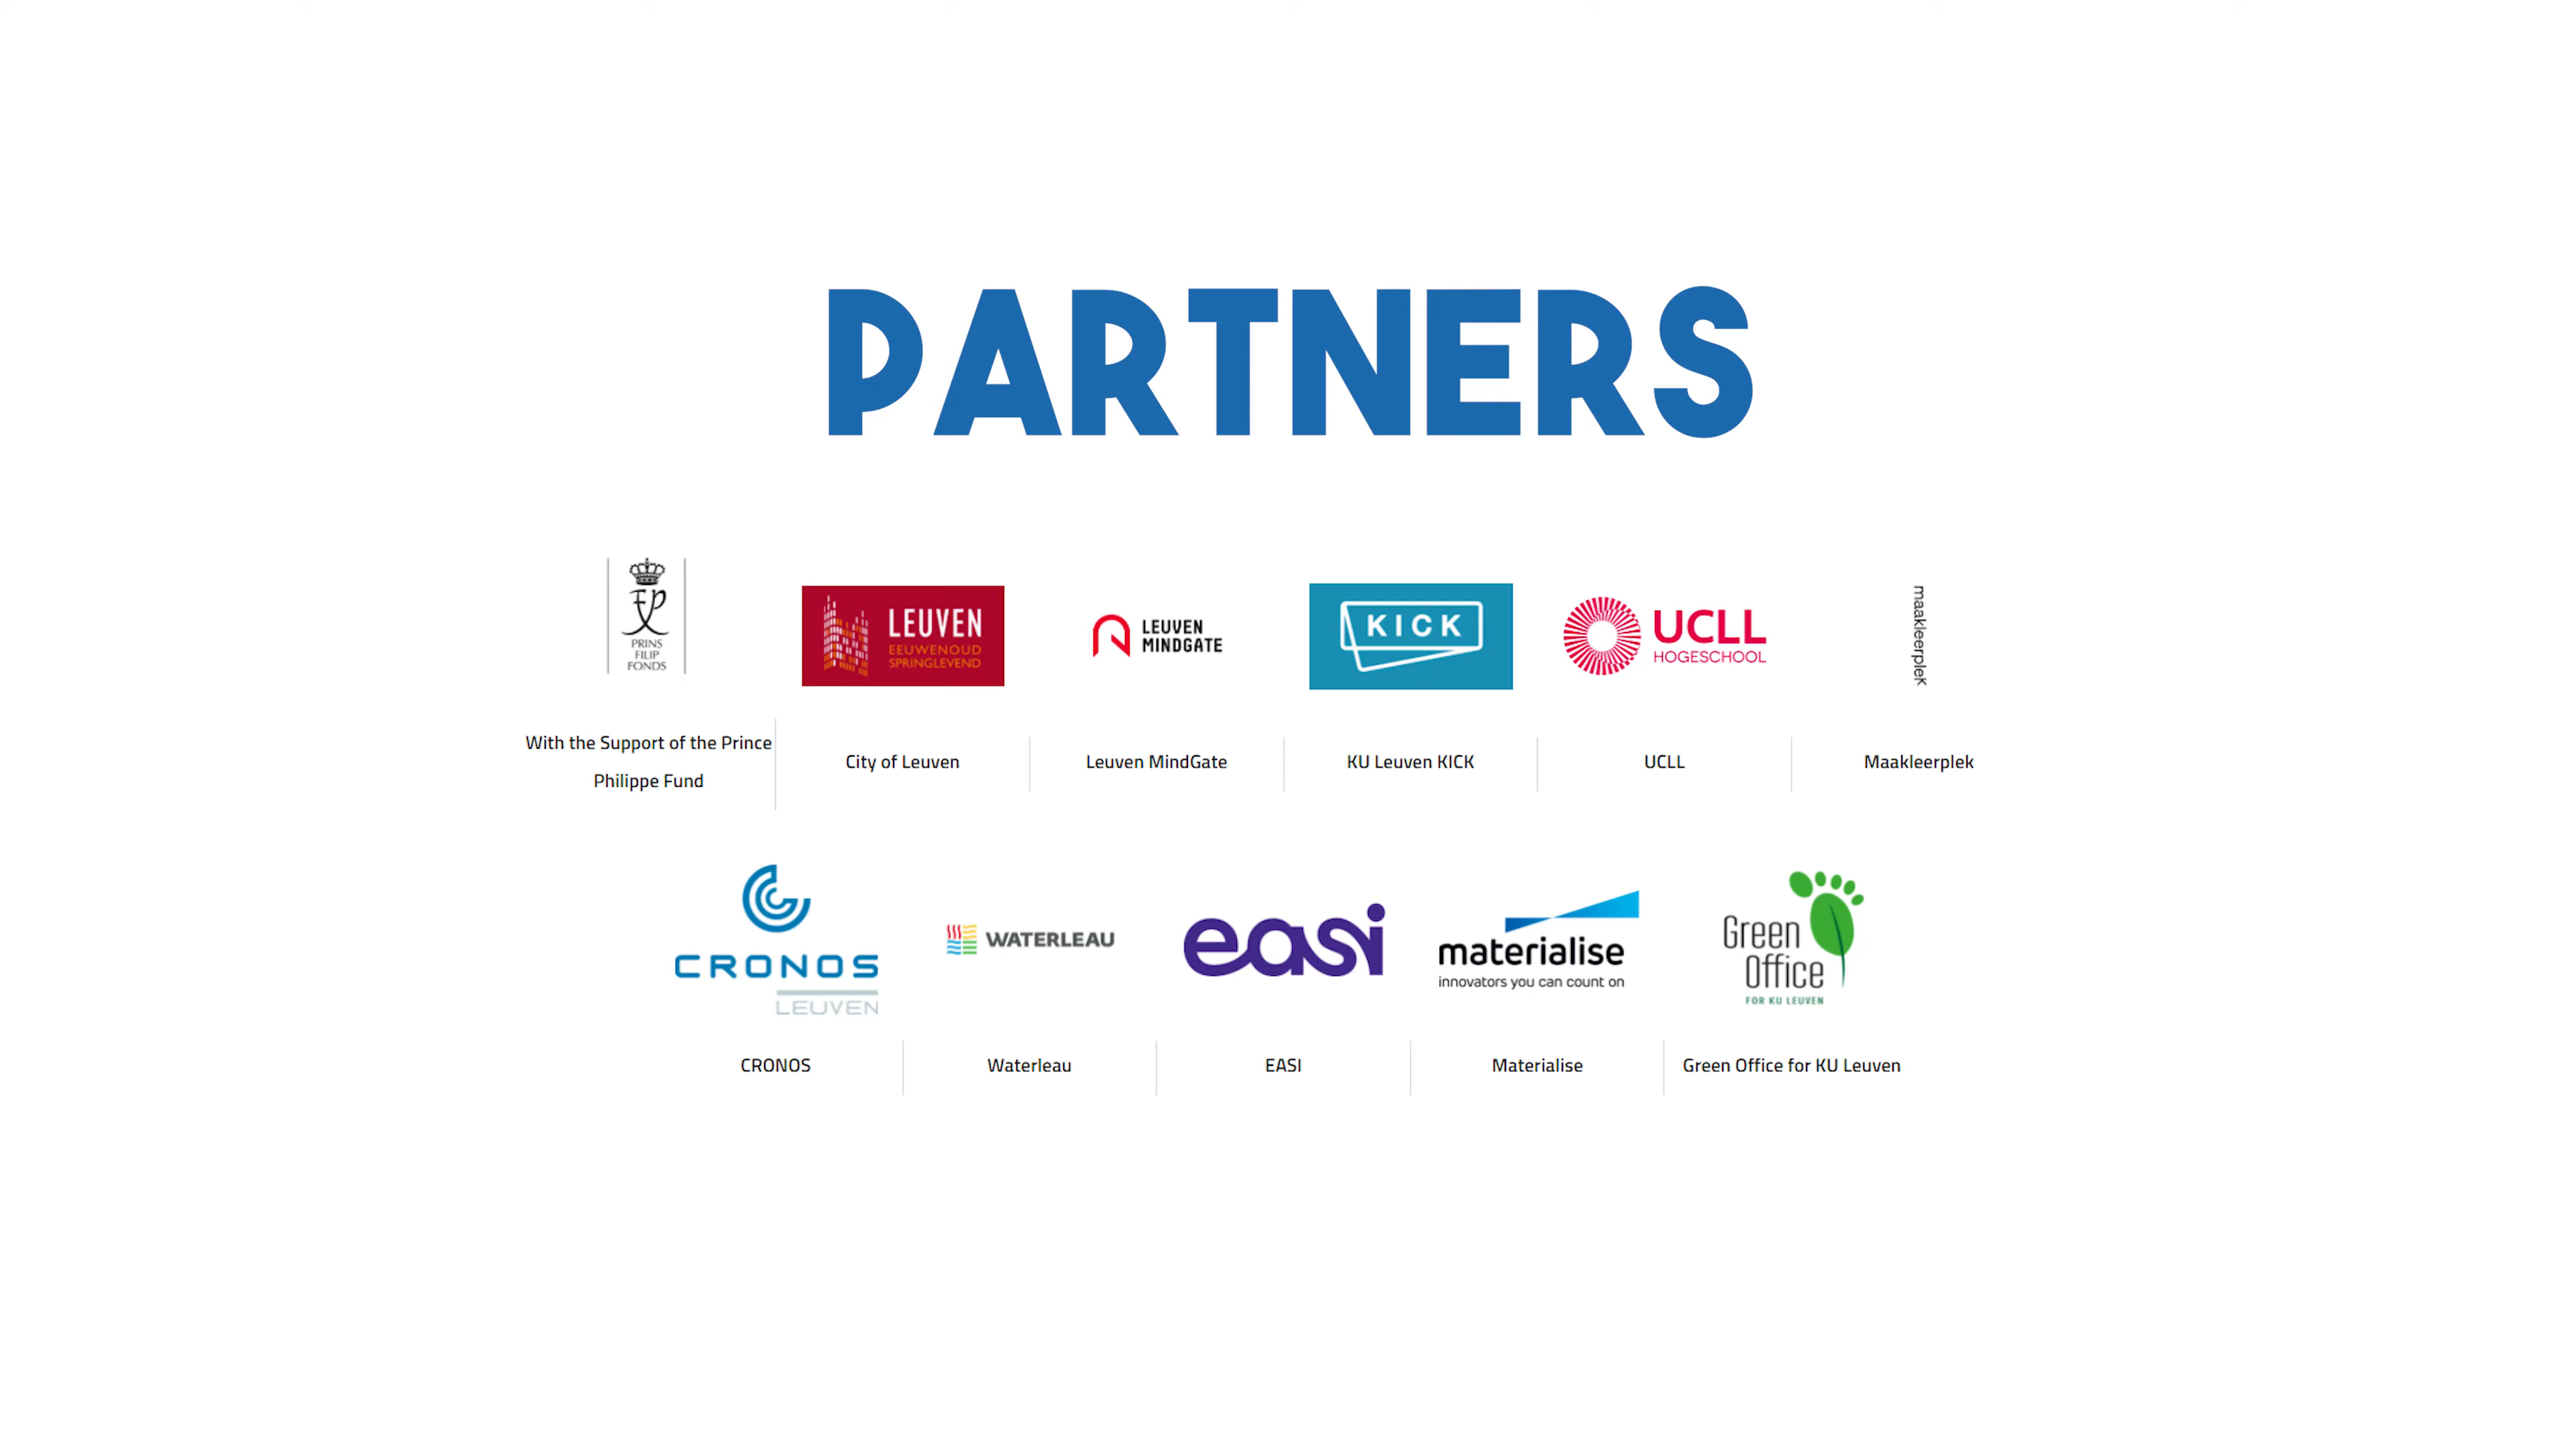 PARTNERS
PRINS
FILIP
FONDS
LEUVEN
EEUWENOUD
SPRINGLEVEND
LEUVEN
MINDGATE
KICK
UCLL
HOGESCHOOL
maakleerpleK
With the Support of the Prince
Philippe Fund
City of Leuven
Leuven MindGate
KU Leuven KICK
UCLL
Maakleerplek
CRONOS
LEUVEN
WATERLEAU
easi
materialise
innovators you can count on
Green
Office
FOR KU LEUVEN
CRONOS
Waterleau
EASI
Materialise
Green Office for KU Leuven